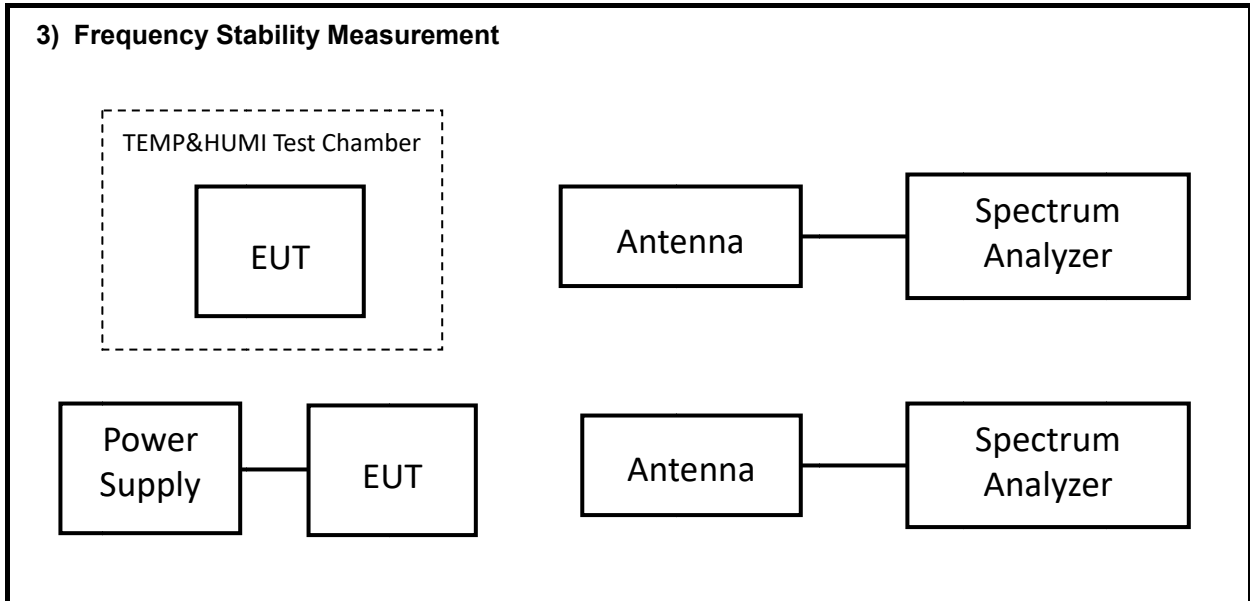 3) Frequency Stability Measurement
TEMP&HUMI Test Chamber
EUT
Antenna
Spectrum
Analyzer
Power
Supply
EUT
Antenna
Spectrum
Analyzer